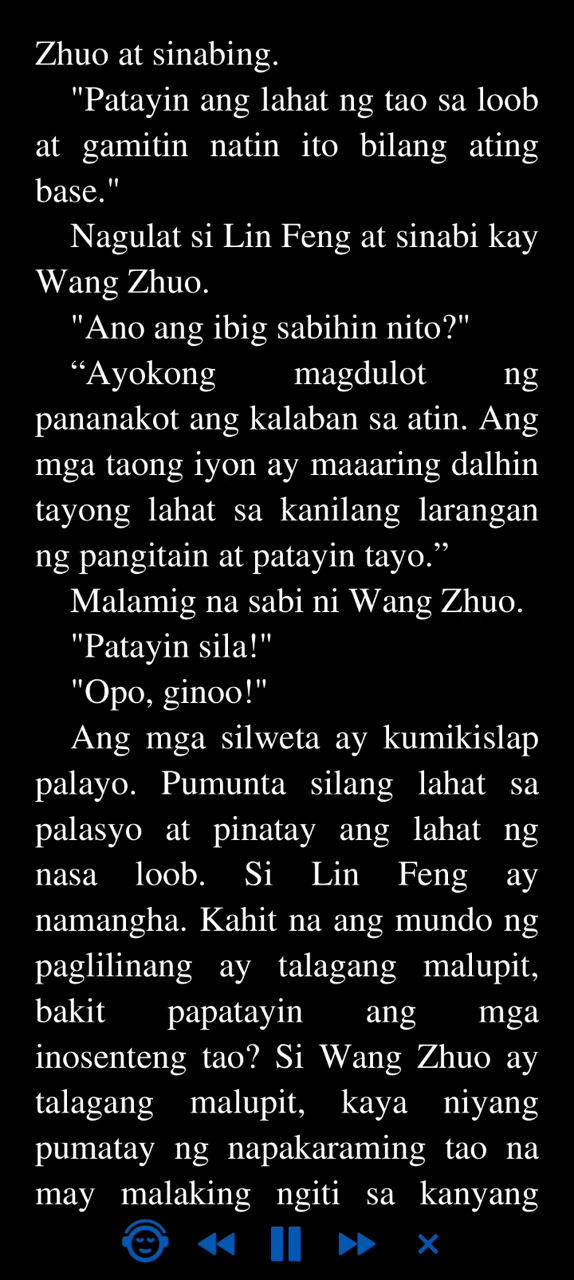 Zhuo at sinabing.
"Patayin ang lahat ng tao sa loob
at gamitin natin ito bilang ating
base."
Nagulat si Lin Feng at sinabi kay
Wang Zhuo.
"Ano ang ibig sabihin nito?"
“Ayokong magdulot ng
pananakot ang kalaban sa atin. Ang
mga taong iyon ay maaaring dalhin
tayong lahat sa kanilang larangan
ng pangitain at patayin tayo.”
Malamig na sabi ni Wang Zhuo.
"Patayin sila!"
"Opo, ginoo!"
Ang mga silweta ay kumikislap
palayo. Pumunta silang lahat sa
palasyo at pinatay ang lahat ng
nasa loob. Si Lin Feng ay
namangha. Kahit na ang mundo ng
paglilinang ay talagang malupit,
bakit papatayin ang mga
inosenteng tao? Si Wang Zhuo ay
talagang malupit, kaya niyang
pumatay ng napakaraming tao na
may malaking ngiti sa kanyang